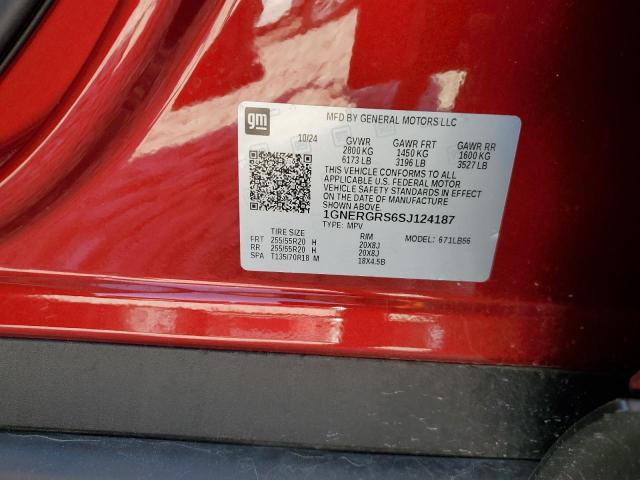 gm
MFD BY GENERAL MOTORS LLC
10/24 GVWR GAWR FRT GAWR RR
2800 KG 1450 KG 1600 KG
6173 LB 3196 LB 3527 LB
THIS VEHICLE CONFORMS TO ALL
APPLICABLE U.S. FEDERAL MOTOR
VEHICLE SAFETY STANDARDS IN EFFECT
ON THE DATE OF MANUFACTURE
SHOWN ABOVE.
1GNERGRS6SJ124187
TYPE: MPV
TIRE SIZE RIM MODEL: 671LB56
FRT 255/55R20 H 20X8J
RR 255/55R20 H 20X8J
SPA T135/70R18 M 18X4.5B